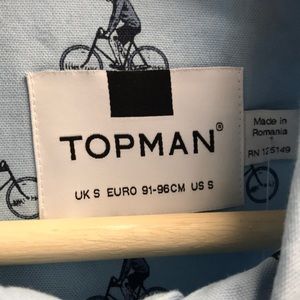 TOPMAN®
UK S EURO 91-96CM US S
Made in
Romania
RN 125149